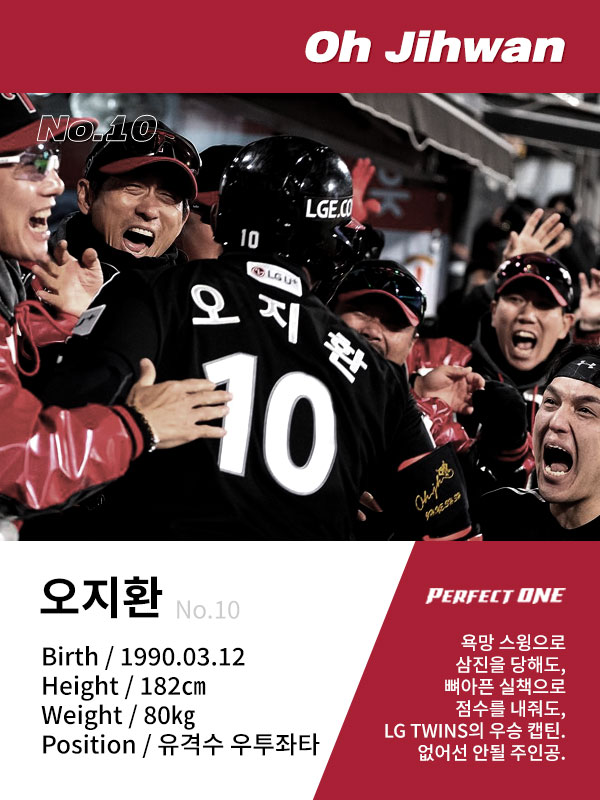 Oh Jihwan
No.10
LGE.CO
10
LG U+
오지환
10
오지환 No.10
Birth / 1990.03.12
Height / 182㎝
Weight / 80㎏
Position / 유격수 우투좌타
PERFECT ONE
욕망 스윙으로
삼진을 당해도,
뼈아픈 실책으로
점수를 내줘도,
LG TWINS의 우승 캡틴.
없어선 안될 주인공.